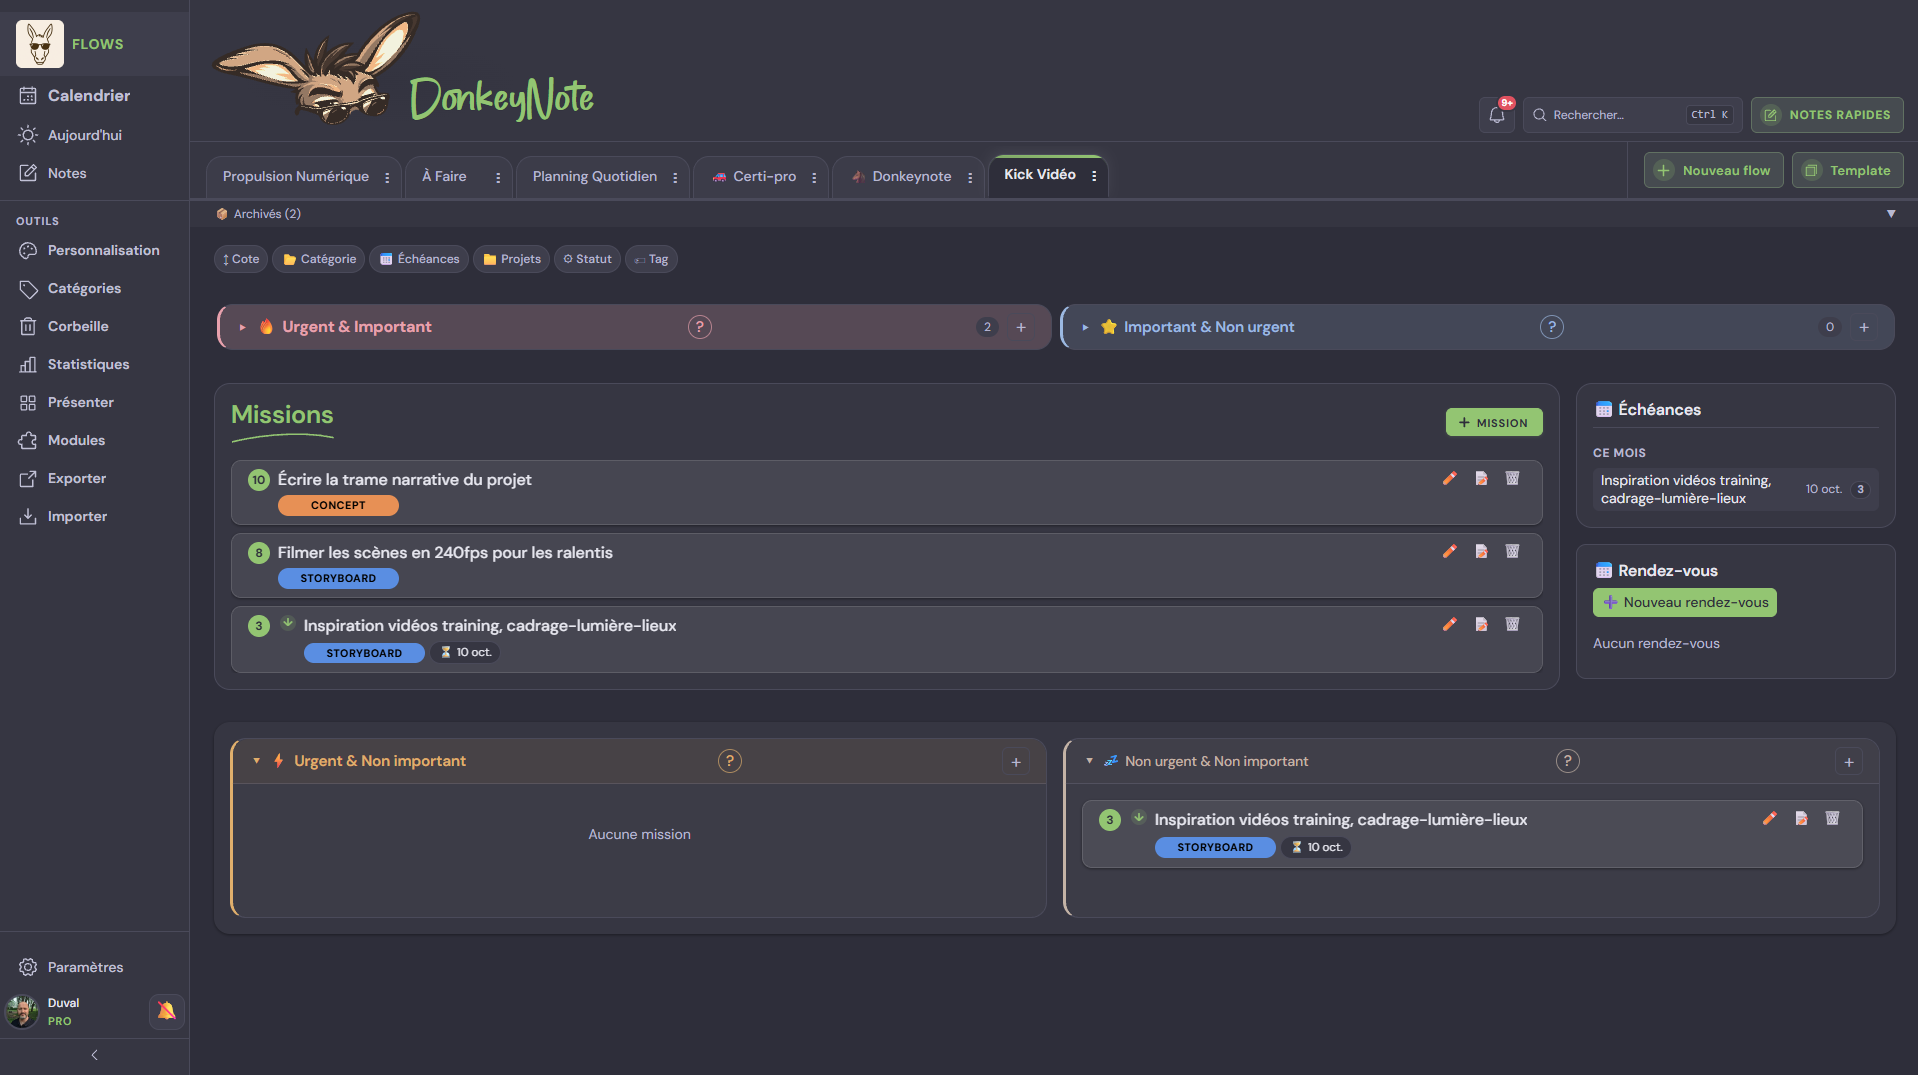 FLOWS
Calendrier
Aujourd'hui
Notes
OUTILS
Personnalisation
Catégories
Corbeille
Statistiques
Présenter
Modules
Exporter
Importer
Paramètres
Duval
PRO
DonkeyNote
9+
Rechercher...
Ctrl K
NOTES RAPIDES
Propulsion Numérique
À Faire
Planning Quotidien
Certi-pro
Donkeynote
Kick Vidéo
Nouveau flow
Template
Archivés (2)
Cote
Catégorie
Échéances
Projets
Statut
Tag
Urgent & Important
?
2
+
Important & Non urgent
?
0
+
Missions
+ MISSION
10 Écrire la trame narrative du projet
CONCEPT
8 Filmer les scènes en 240fps pour les ralentis
STORYBOARD
3 Inspiration vidéos training, cadrage-lumière-lieux
STORYBOARD
10 oct.
Échéances
CE MOIS
Inspiration vidéos training,
cadrage-lumière-lieux
10 oct.
3
Rendez-vous
Nouveau rendez-vous
Aucun rendez-vous
Urgent & Non important
?
+
Aucune mission
Non urgent & Non important
?
+
3 Inspiration vidéos training, cadrage-lumière-lieux
STORYBOARD
10 oct.